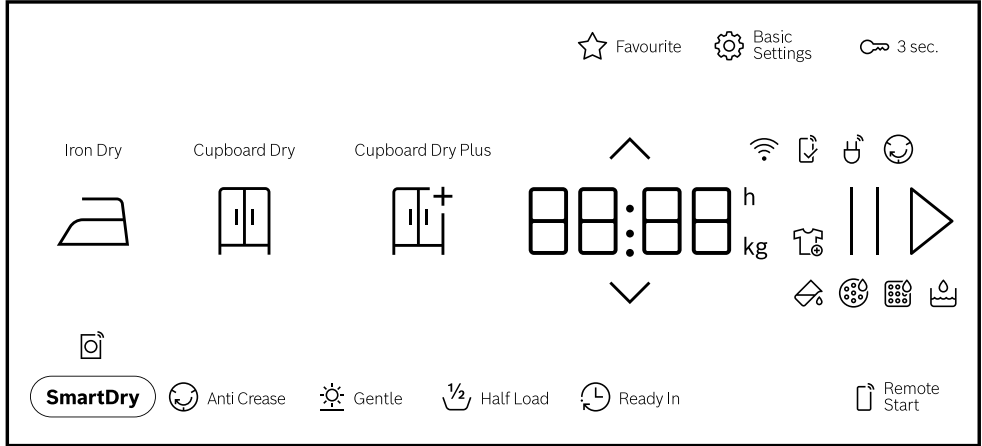 Favourite
Basic
Settings
3 sec.
Iron Dry
Cupboard Dry
Cupboard Dry Plus
88:88
h
kg
SmartDry
Anti Crease
Gentle
½
Half Load
Ready In
Remote
Start